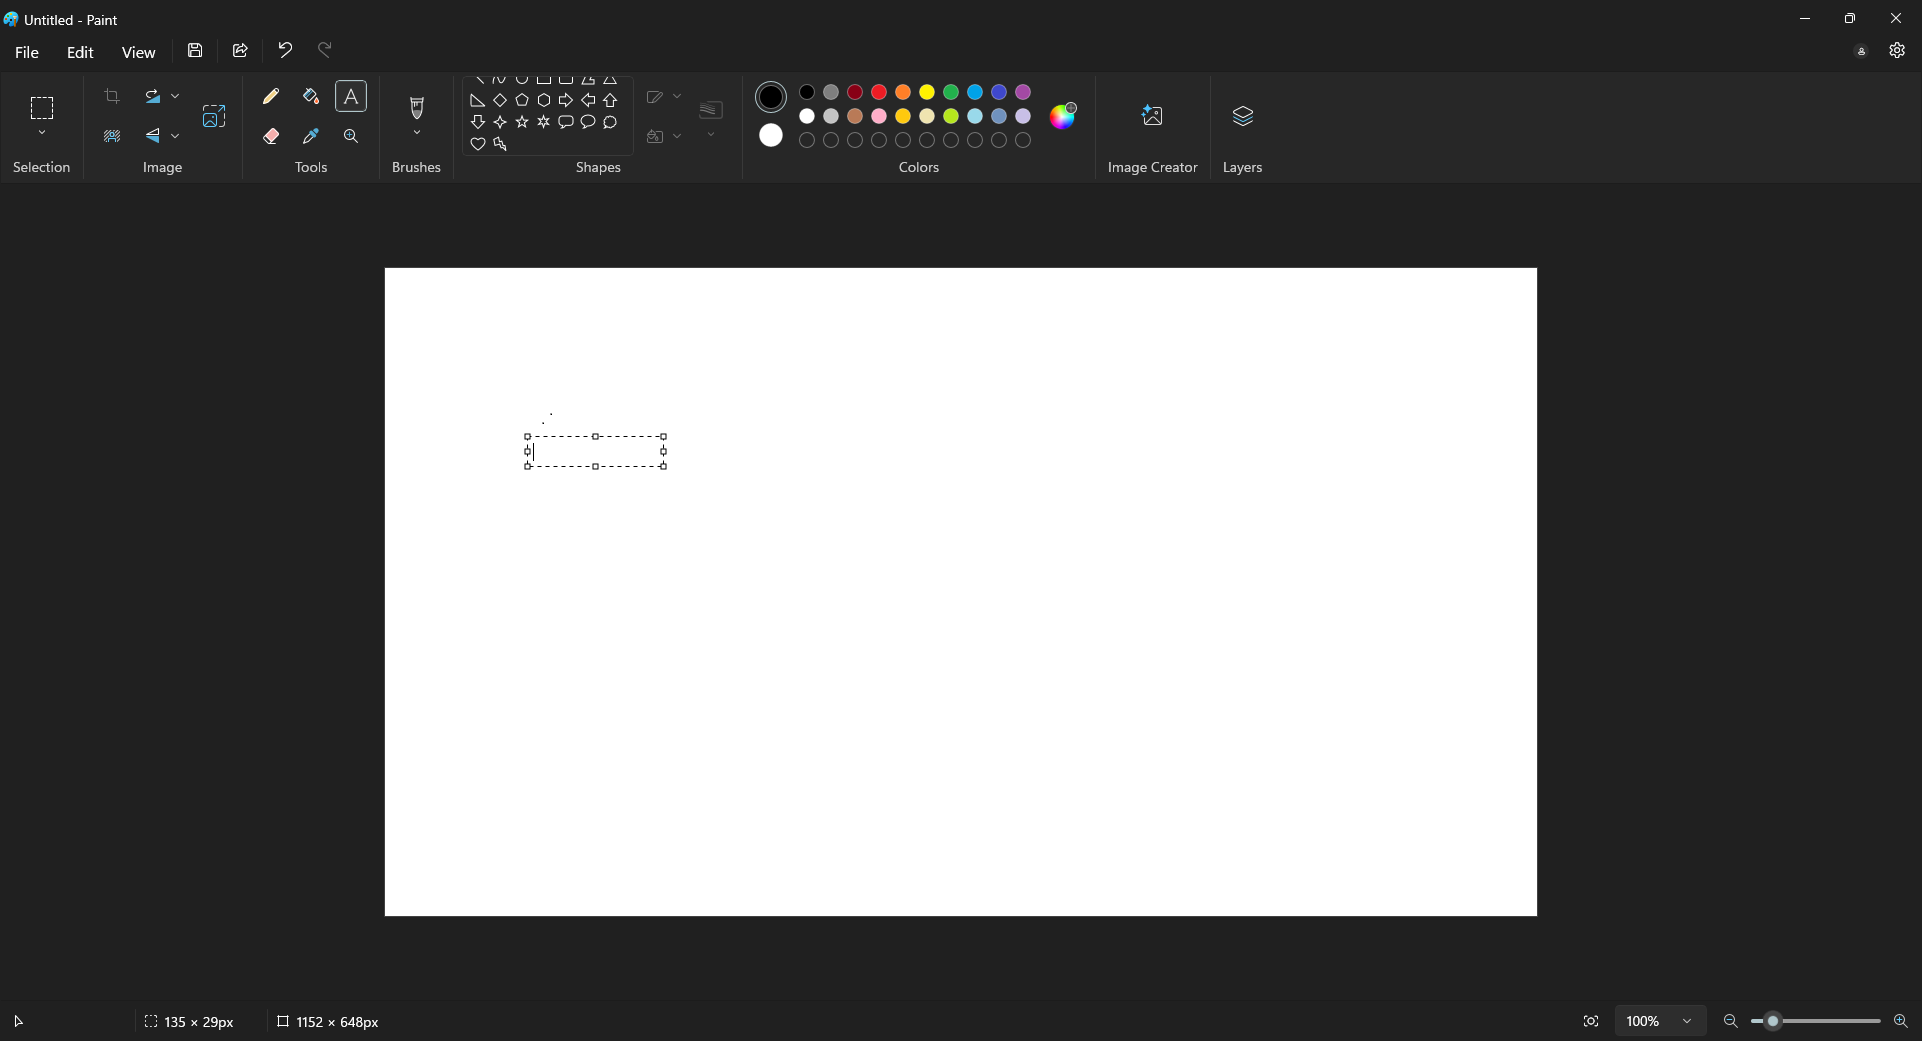 Untitled - Paint
File Edit View
Selection Image Tools Brushes Shapes Colors Image Creator Layers
135 × 29px 1152 × 648px 100%